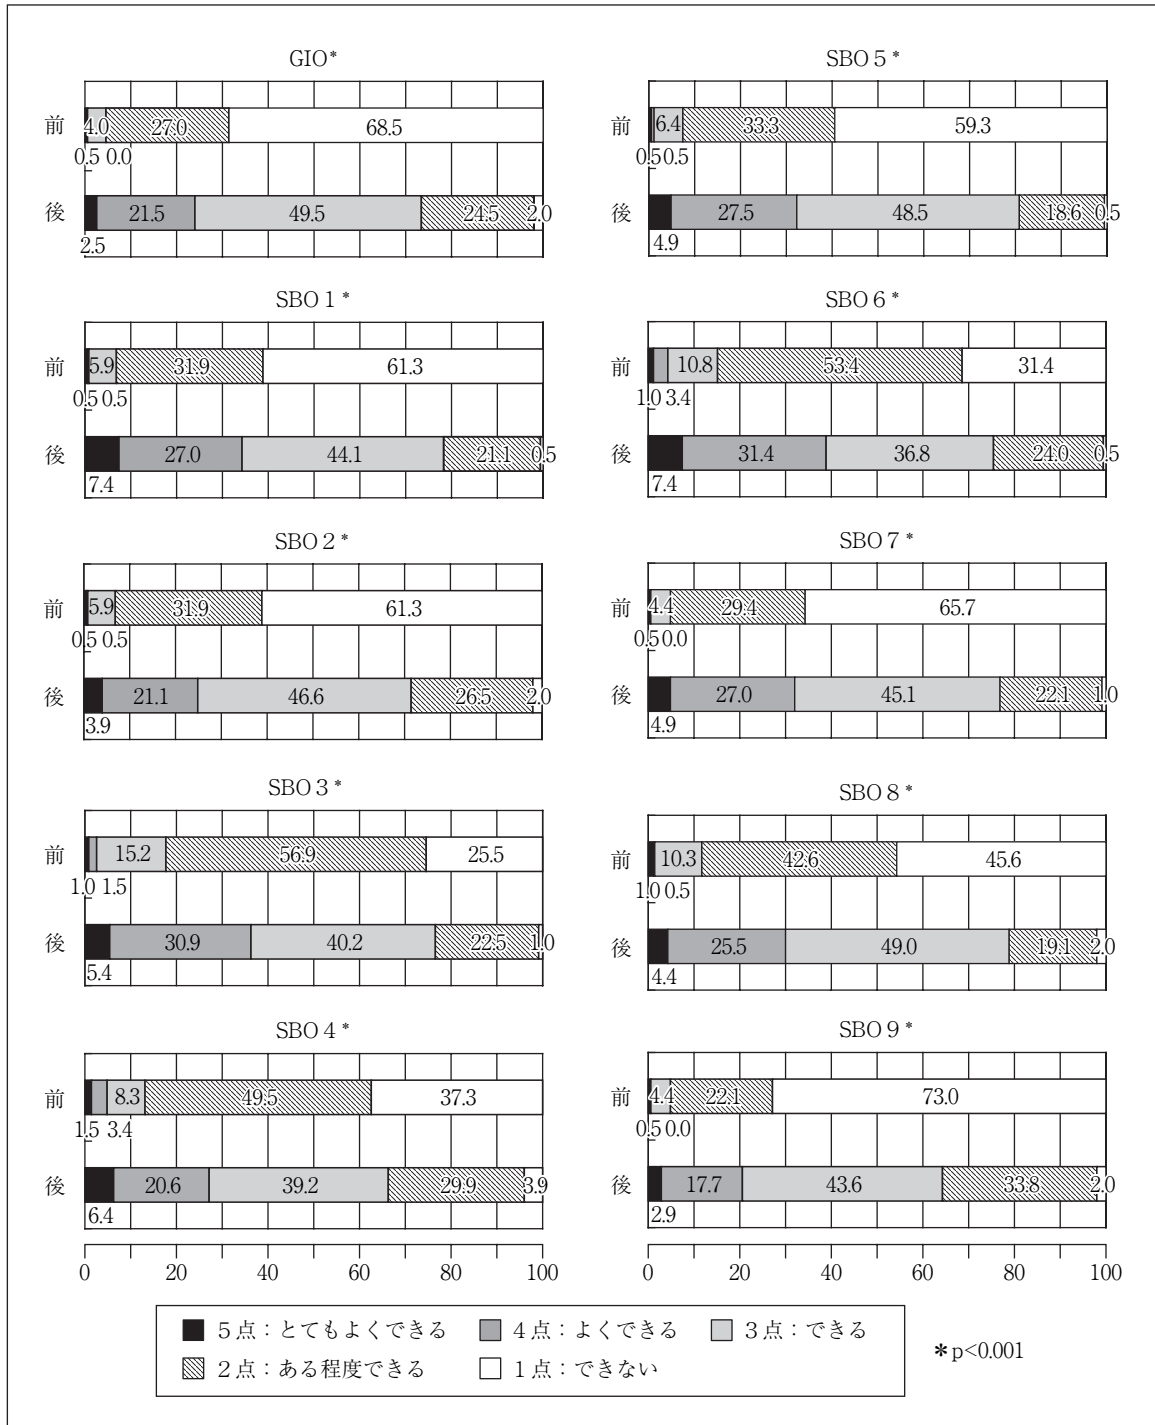 GIO*
前 4.0 27.0 68.5
0.5 0.0
後 21.5 49.5 24.5 2.0
2.5
SBO 1 *
前 5.9 31.9 61.3
0.5 0.5
後 27.0 44.1 21.1 0.5
7.4
SBO 2 *
前 5.9 31.9 61.3
0.5 0.5
後 21.1 46.6 26.5 2.0
3.9
SBO 3 *
前 15.2 56.9 25.5
1.0 1.5
後 30.9 40.2 22.5 1.0
5.4
SBO 4 *
前 8.3 49.5 37.3
1.5 3.4
後 20.6 39.2 29.9 3.9
6.4
0 20 40 60 80 100
SBO 5 *
前 6.4 33.3 59.3
0.5 0.5
後 27.5 48.5 18.6 0.5
4.9
SBO 6 *
前 10.8 53.4 31.4
1.0 3.4
後 31.4 36.8 24.0 0.5
7.4
SBO 7 *
前 4.4 29.4 65.7
0.5 0.0
後 27.0 45.1 22.1 1.0
4.9
SBO 8 *
前 10.3 42.6 45.6
1.0 0.5
後 25.5 49.0 19.1 2.0
4.4
SBO 9 *
前 4.4 22.1 73.0
0.5 0.0
後 17.7 43.6 33.8 2.0
2.9
0 20 40 60 80 100
5点：とてもよくできる 4点：よくできる 3点：できる
2点：ある程度できる 1点：できない
*p<0.001